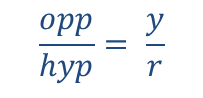 opp/hyp = y/r